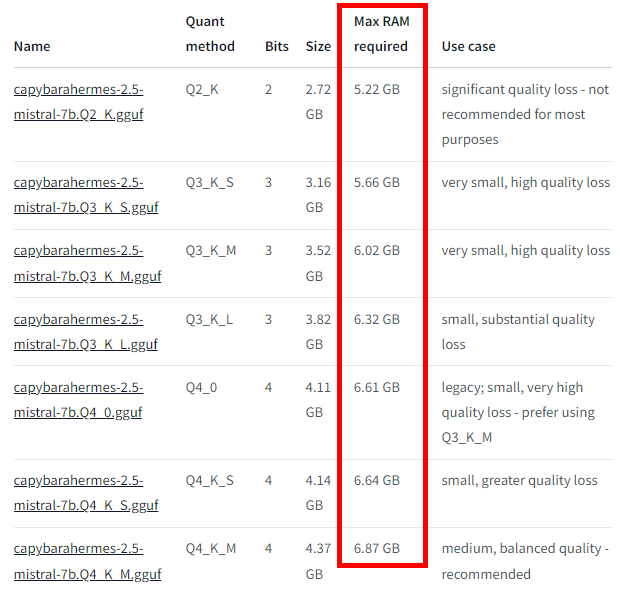 Name Quant method Bits Size Max RAM required Use case
capybarahermes-2.5-mistral-7b.Q2_K.gguf Q2_K 2 2.72 GB 5.22 GB significant quality loss - not recommended for most purposes
capybarahermes-2.5-mistral-7b.Q3_K_S.gguf Q3_K_S 3 3.16 GB 5.66 GB very small, high quality loss
capybarahermes-2.5-mistral-7b.Q3_K_M.gguf Q3_K_M 3 3.52 GB 6.02 GB very small, high quality loss
capybarahermes-2.5-mistral-7b.Q3_K_L.gguf Q3_K_L 3 3.82 GB 6.32 GB small, substantial quality loss
capybarahermes-2.5-mistral-7b.Q4_0.gguf Q4_0 4 4.11 GB 6.61 GB legacy; small, very high quality loss - prefer using Q3_K_M
capybarahermes-2.5-mistral-7b.Q4_K_S.gguf Q4_K_S 4 4.14 GB 6.64 GB small, greater quality loss
capybarahermes-2.5-mistral-7b.Q4_K_M.gguf Q4_K_M 4 4.37 GB 6.87 GB medium, balanced quality - recommended